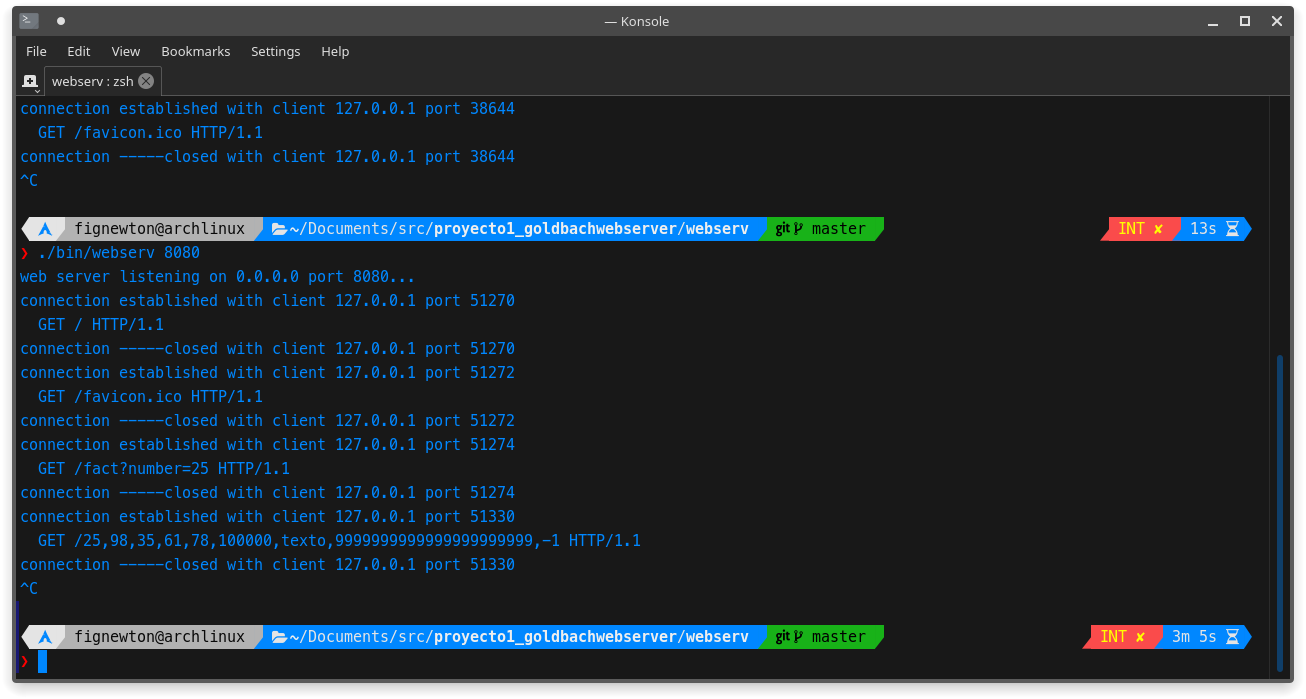 — Konsole
File Edit View Bookmarks Settings Help
webserv : zsh
connection established with client 127.0.0.1 port 38644
GET /favicon.ico HTTP/1.1
connection -----closed with client 127.0.0.1 port 38644
^C
fignewton@archlinux ~/Documents/src/proyecto1_goldbachwebserver/webserv git master INT ✘ 13s
❯ ./bin/webserv 8080
web server listening on 0.0.0.0 port 8080...
connection established with client 127.0.0.1 port 51270
GET / HTTP/1.1
connection -----closed with client 127.0.0.1 port 51270
connection established with client 127.0.0.1 port 51272
GET /favicon.ico HTTP/1.1
connection -----closed with client 127.0.0.1 port 51272
connection established with client 127.0.0.1 port 51274
GET /fact?number=25 HTTP/1.1
connection -----closed with client 127.0.0.1 port 51274
connection established with client 127.0.0.1 port 51330
GET /25,98,35,61,78,100000,texto,9999999999999999999999,-1 HTTP/1.1
connection -----closed with client 127.0.0.1 port 51330
^C
fignewton@archlinux ~/Documents/src/proyecto1_goldbachwebserver/webserv git master INT ✘ 3m 5s
❯